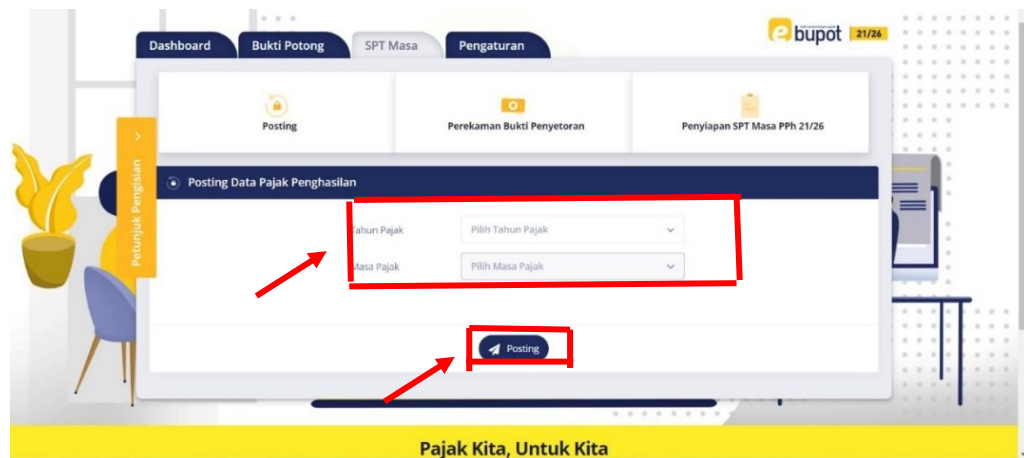 ebupot 21/26
Dashboard Bukti Potong SPT Masa Pengaturan
Posting Perekaman Bukti Penyetoran Penyiapan SPT Masa PPh 21/26
Petunjuk Pengisian
Posting Data Pajak Penghasilan
Tahun Pajak Pilih Tahun Pajak
Masa Pajak Pilih Masa Pajak
Posting
Pajak Kita, Untuk Kita